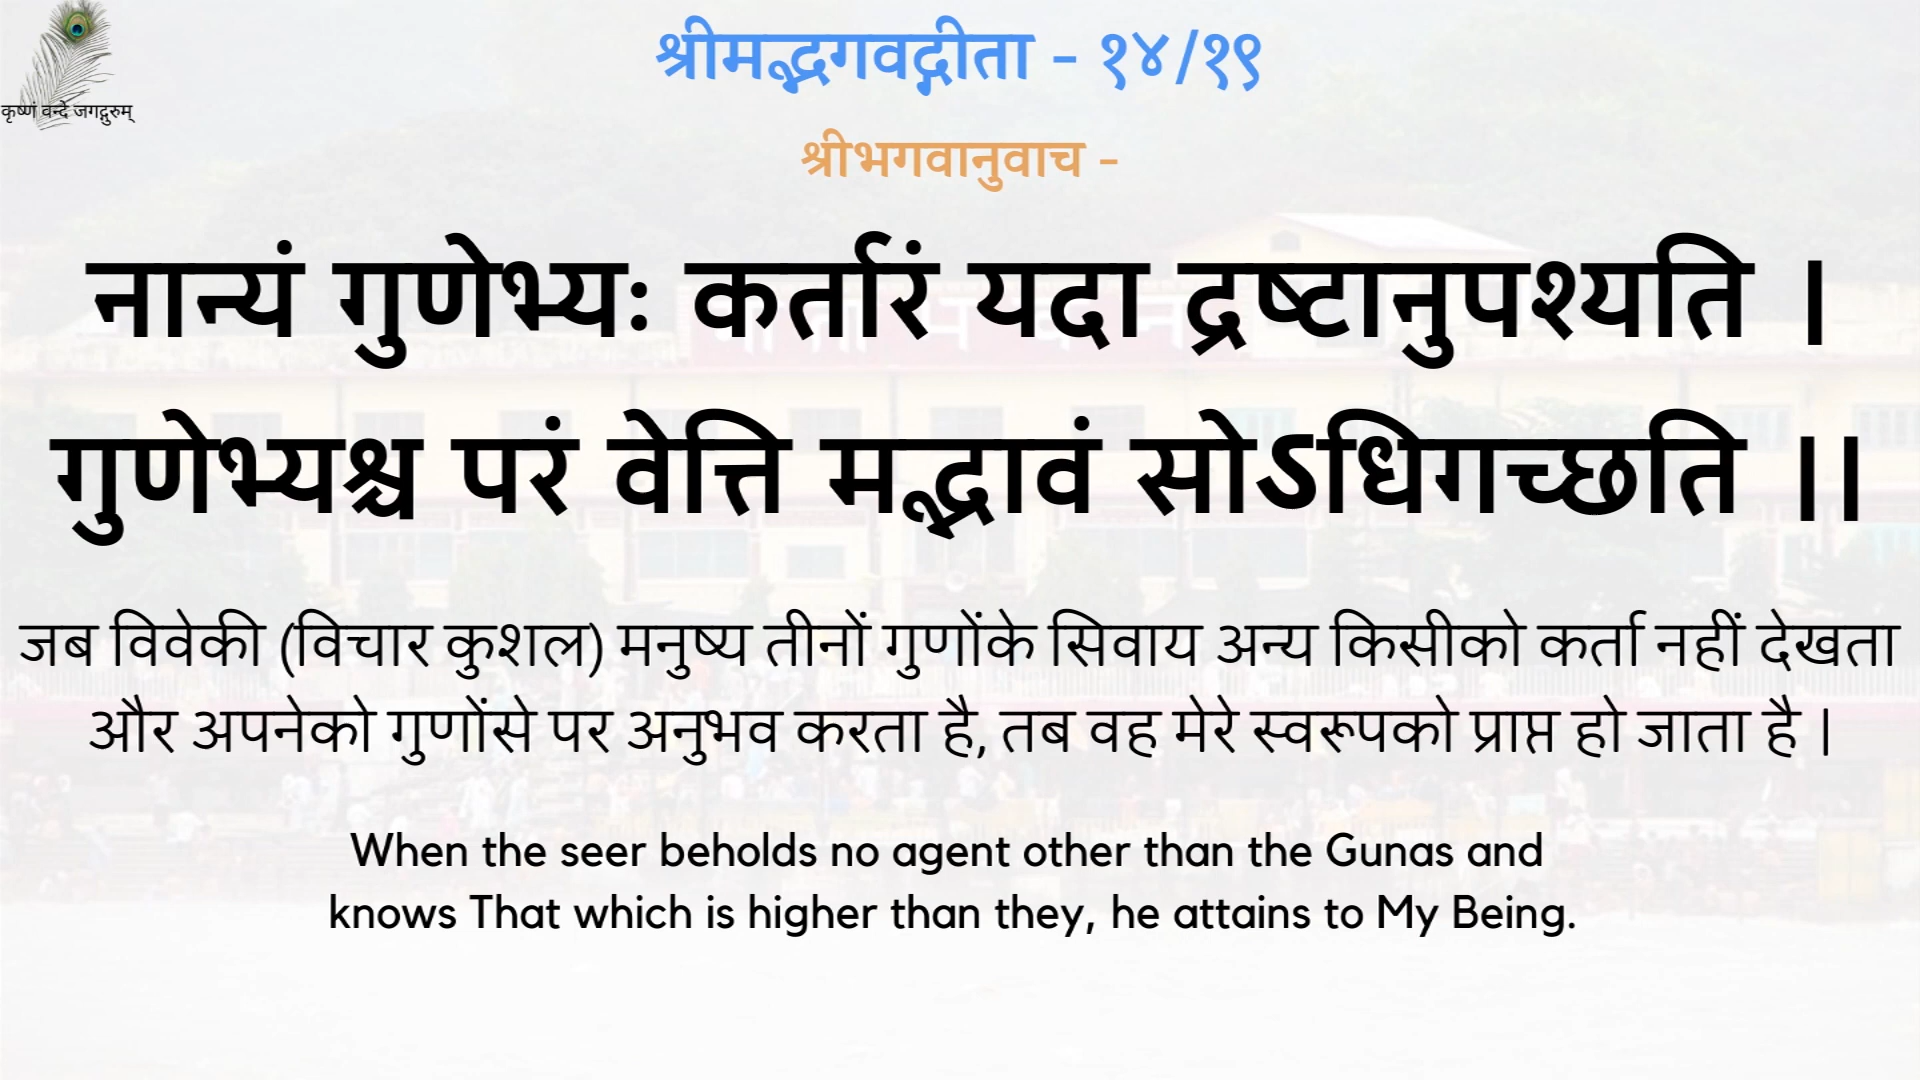 श्रीमद्भगवद्गीता - १४/१९
कृष्णं वन्दे जगद्गुरुम्
श्रीभगवानुवाच -
नान्यं गुणेभ्यः कर्तारं यदा द्रष्टानुपश्यति ।
गुणेभ्यश्च परं वेत्ति मद्भावं सोऽधिगच्छति ।।
जब विवेकी (विचार कुशल) मनुष्य तीनों गुणोंके सिवाय अन्य किसीको कर्ता नहीं देखता
और अपनेको गुणोंसे पर अनुभव करता है, तब वह मेरे स्वरूपको प्राप्त हो जाता है ।
When the seer beholds no agent other than the Gunas and
knows That which is higher than they, he attains to My Being.